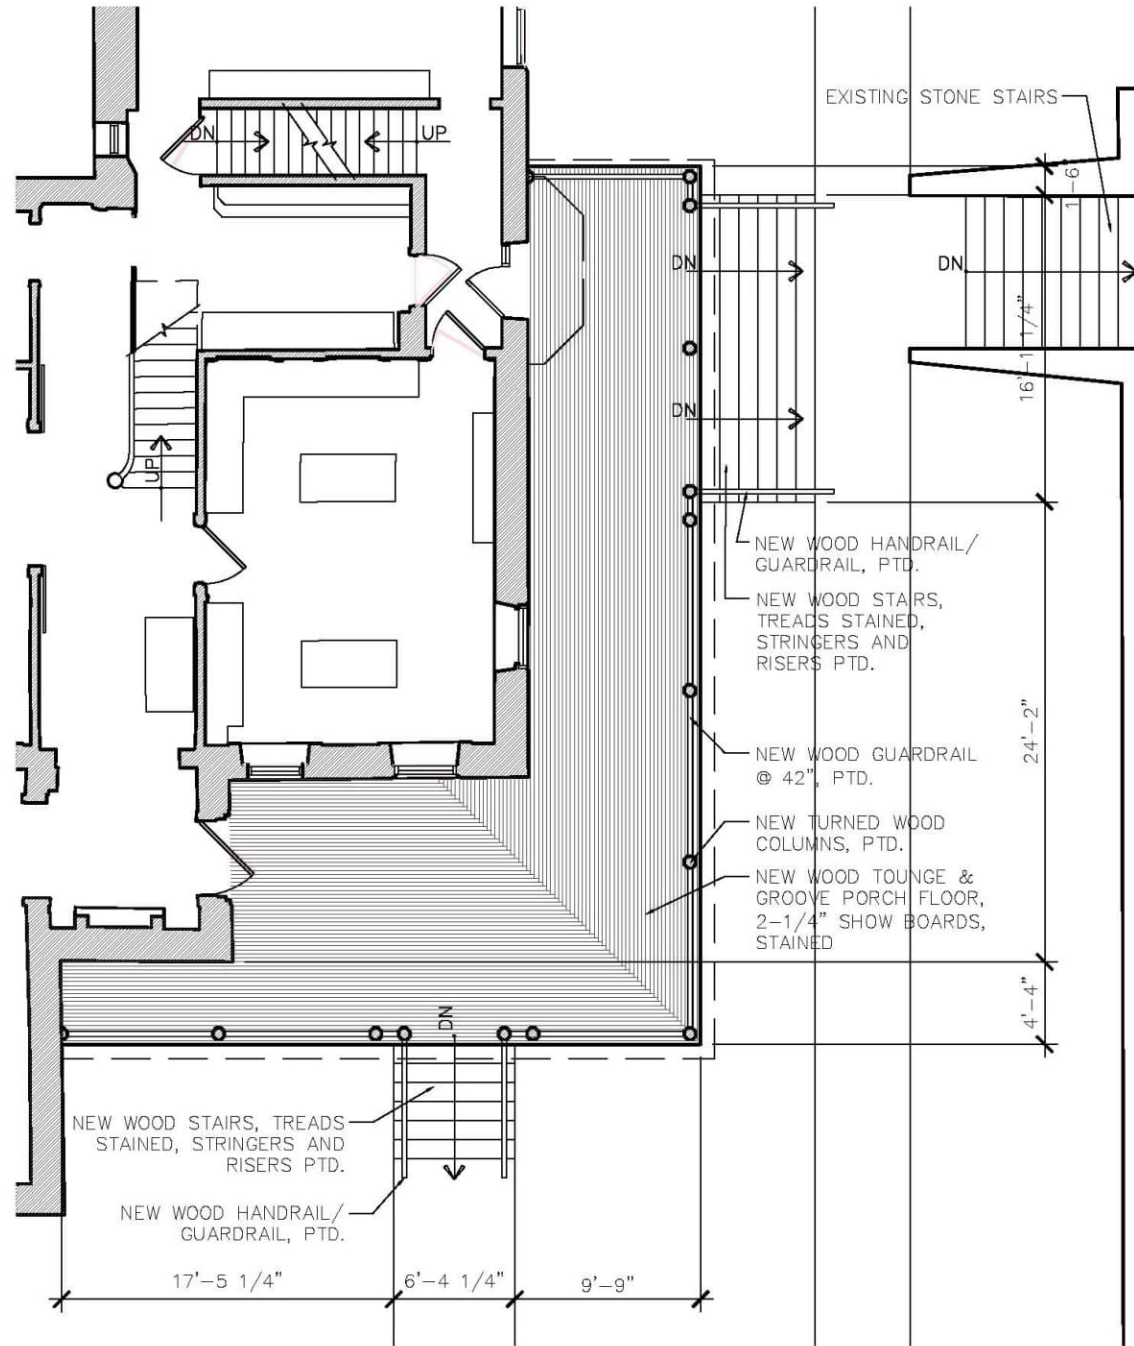 EXISTING STONE STAIRS
DN
UP
1'-6"
DN
DN
16'-1 1/4"
DN
UP
NEW WOOD HANDRAIL/
GUARDRAIL, PTD.
NEW WOOD STAIRS,
TREADS STAINED,
STRINGERS AND
RISERS PTD.
24'-2"
NEW WOOD GUARDRAIL
@ 42", PTD.
NEW TURNED WOOD
COLUMNS, PTD.
NEW WOOD TOUNGE &
GROOVE PORCH FLOOR,
2-1/4" SHOW BOARDS,
STAINED
4'-4"
DN
NEW WOOD STAIRS, TREADS
STAINED, STRINGERS AND
RISERS PTD.
NEW WOOD HANDRAIL/
GUARDRAIL, PTD.
17'-5 1/4"
6'-4 1/4"
9'-9"